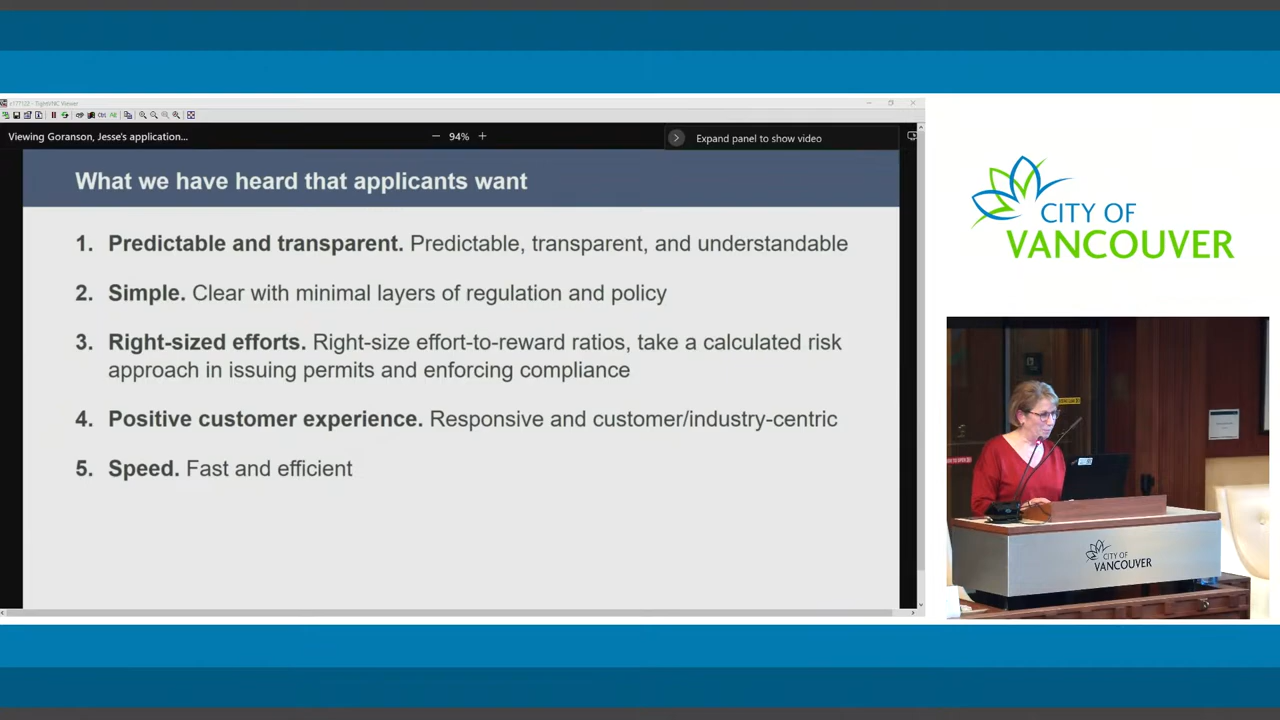 TightVNC Viewer
Viewing Goranson, Jesse's application...
94%
Expand panel to show video
What we have heard that applicants want
1. Predictable and transparent. Predictable, transparent, and understandable
2. Simple. Clear with minimal layers of regulation and policy
3. Right-sized efforts. Right-size effort-to-reward ratios, take a calculated risk
approach in issuing permits and enforcing compliance
4. Positive customer experience. Responsive and customer/industry-centric
5. Speed. Fast and efficient
CITY OF
VANCOUVER
CITY OF
VANCOUVER